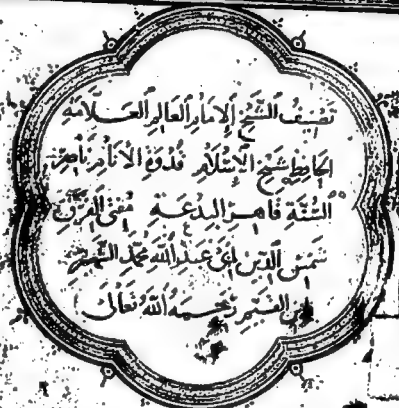 تصنيف الشيخ الإمام العالم العلامة
الحافظ شيخ الإسلام قدوة الأنام ناصر
السنة قاهر البدعة مفتي الفرق
شمس الدين أبي عبد الله محمد الشهير
بابن القيم رحمه الله تعالى